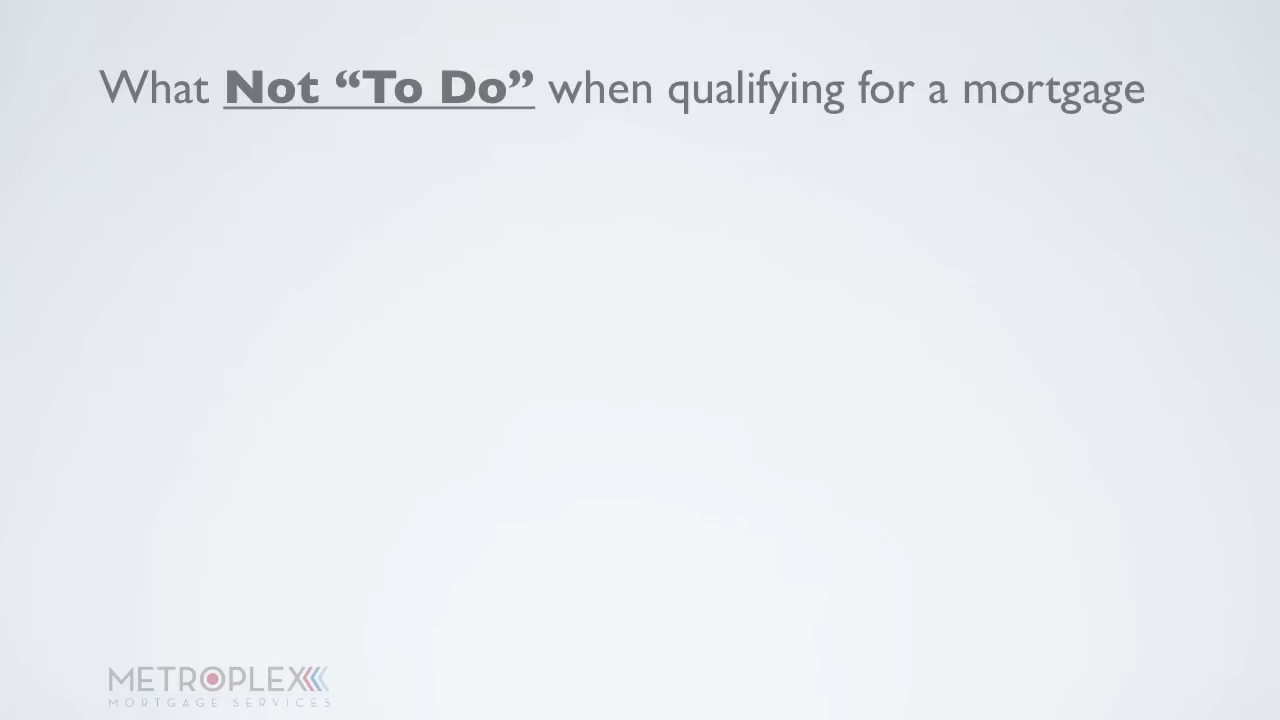 What Not “To Do” when qualifying for a mortgage
METROPLEX
MORTGAGE SERVICES